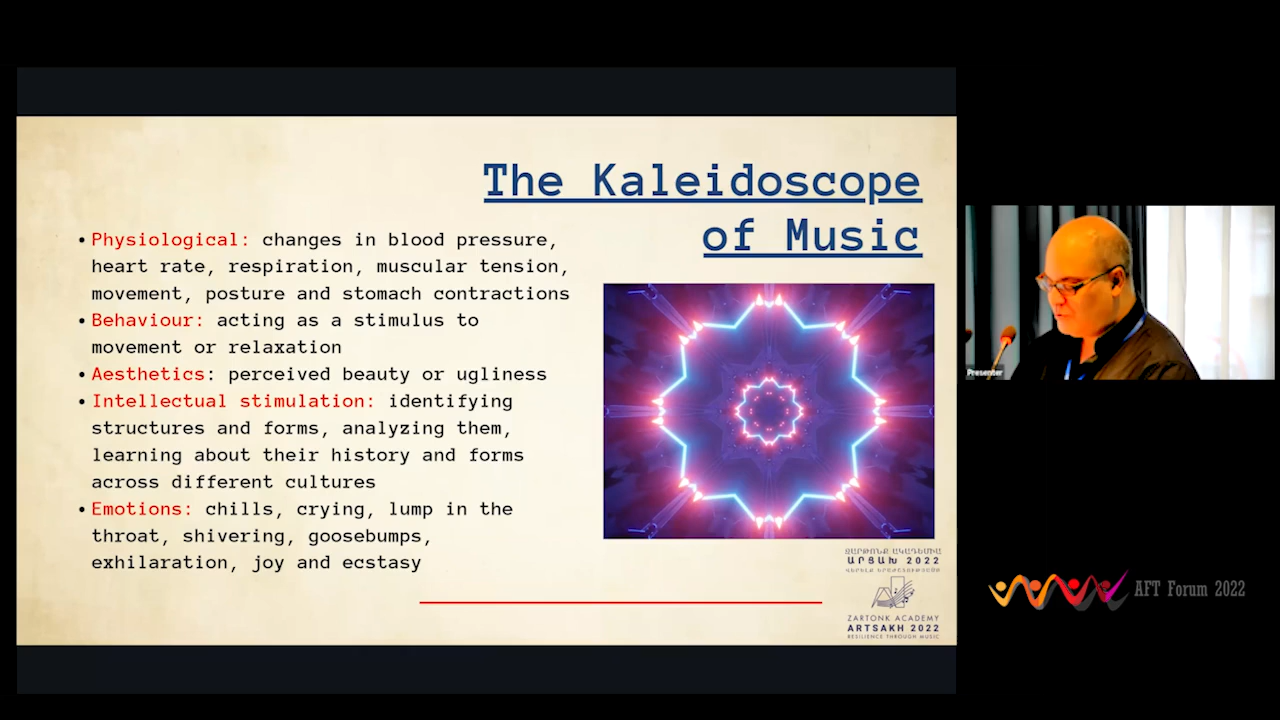 The Kaleidoscope
of Music
• Physiological: changes in blood pressure,
heart rate, respiration, muscular tension,
movement, posture and stomach contractions
• Behaviour: acting as a stimulus to
movement or relaxation
• Aesthetics: perceived beauty or ugliness
• Intellectual stimulation: identifying
structures and forms, analyzing them,
learning about their history and forms
across different cultures
• Emotions: chills, crying, lump in the
throat, shivering, goosebumps,
exhilaration, joy and ecstasy
ԶԱՐԹՕՆՔ ԱԿԱԴԵՄԻԱ
ԱՐՑԱԽ 2022
ZARTONK ACADEMY
ARTSAKH 2022
RESILIENCE THROUGH MUSIC
Presenter
AFT Forum 2022